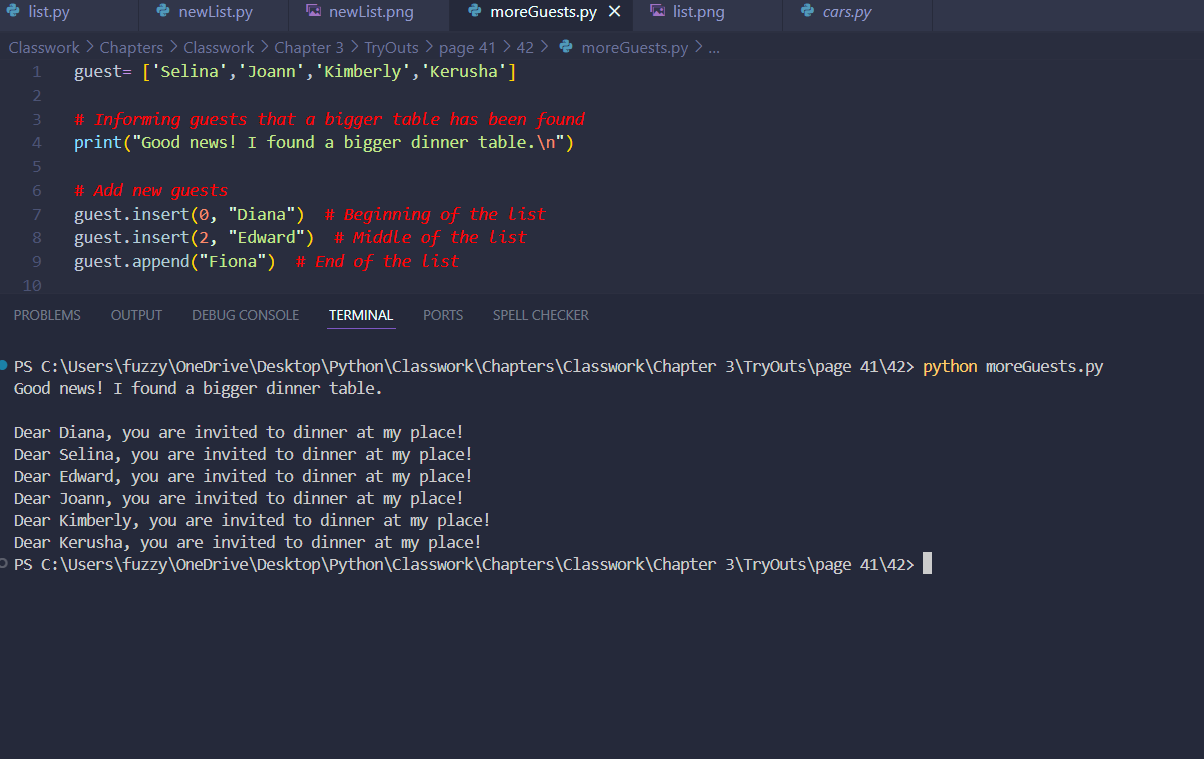 list.py newList.py newList.png moreGuests.py list.png cars.py
Classwork > Chapters > Classwork > Chapter 3 > TryOuts > page 41 > 42 > moreGuests.py > ...
1 guest= ['Selina','Joann','Kimberly','Kerusha']
2
3 # Informing guests that a bigger table has been found
4 print("Good news! I found a bigger dinner table.\n")
5
6 # Add new guests
7 guest.insert(0, "Diana")  # Beginning of the list
8 guest.insert(2, "Edward")  # Middle of the list
9 guest.append("Fiona")  # End of the list
10
PROBLEMS OUTPUT DEBUG CONSOLE TERMINAL PORTS SPELL CHECKER
PS C:\Users\fuzzy\OneDrive\Desktop\Python\Classwork\Chapters\Classwork\Chapter 3\TryOuts\page 41\42> python moreGuests.py
Good news! I found a bigger dinner table.
Dear Diana, you are invited to dinner at my place!
Dear Selina, you are invited to dinner at my place!
Dear Edward, you are invited to dinner at my place!
Dear Joann, you are invited to dinner at my place!
Dear Kimberly, you are invited to dinner at my place!
Dear Kerusha, you are invited to dinner at my place!
PS C:\Users\fuzzy\OneDrive\Desktop\Python\Classwork\Chapters\Classwork\Chapter 3\TryOuts\page 41\42>